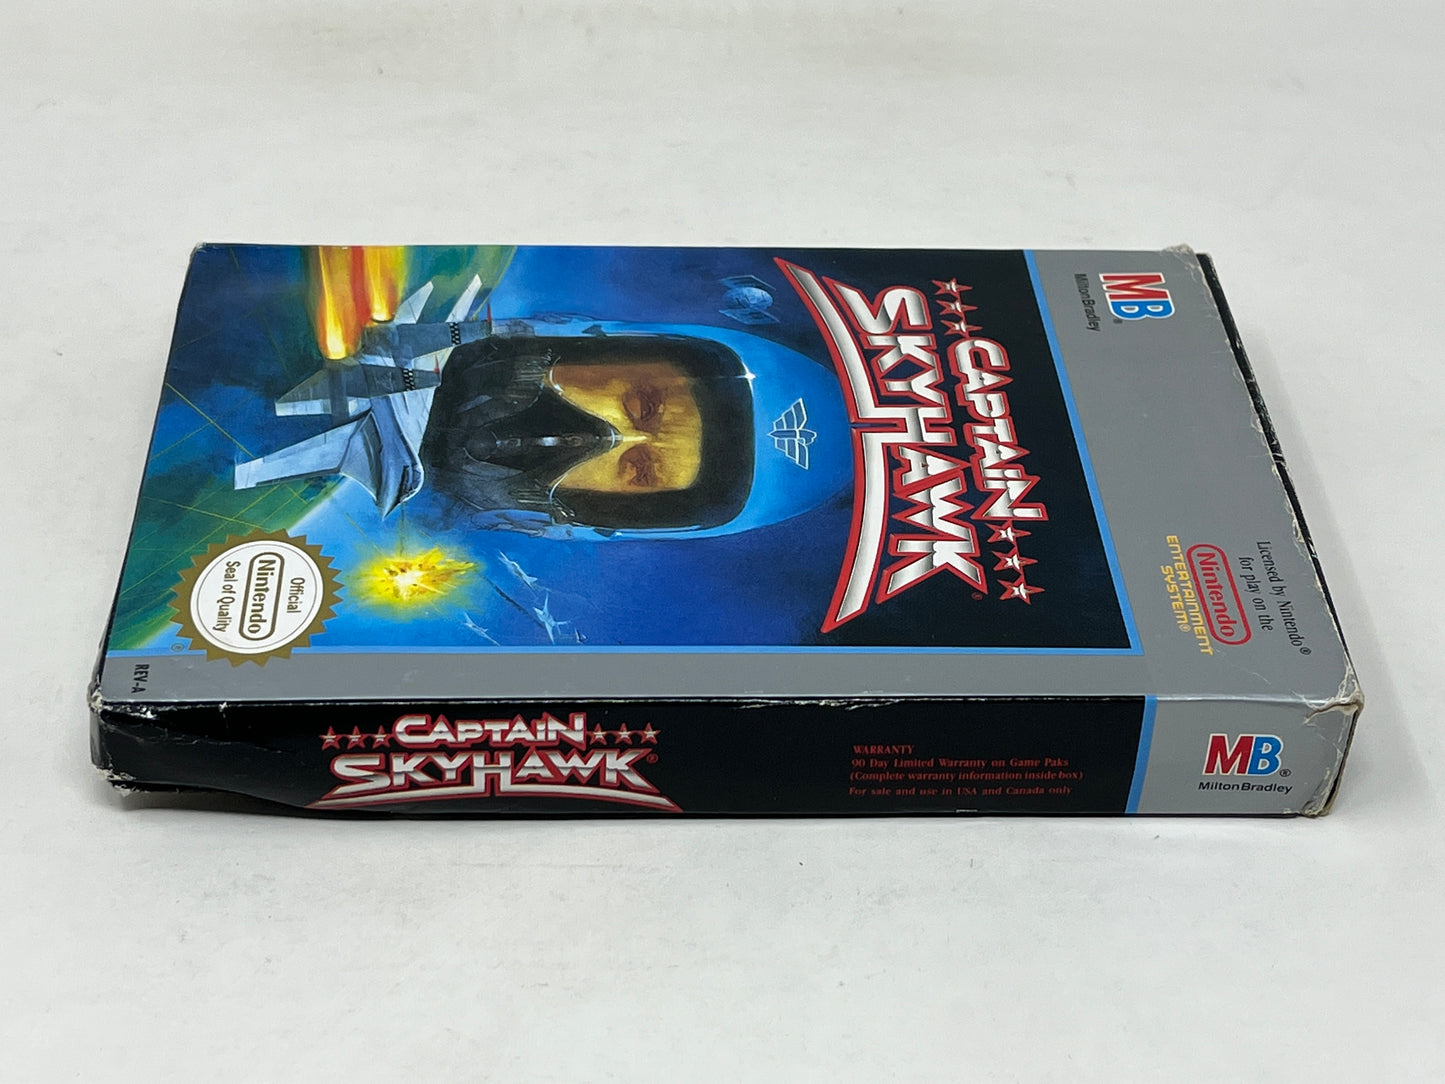 MB®
Milton Bradley
★★★CAPTAIN★★★
SKYHAWK®
Licensed by Nintendo®
for play on the
Nintendo®
ENTERTAINMENT
SYSTEM®
Official
Nintendo
Seal of Quality
®
REV-A
★★★CAPTAIN★★★
SKYHAWK®
WARRANTY
90 Day Limited Warranty on Game Paks
(Complete warranty information inside box)
For sale and use in USA and Canada only
MB®
Milton Bradley